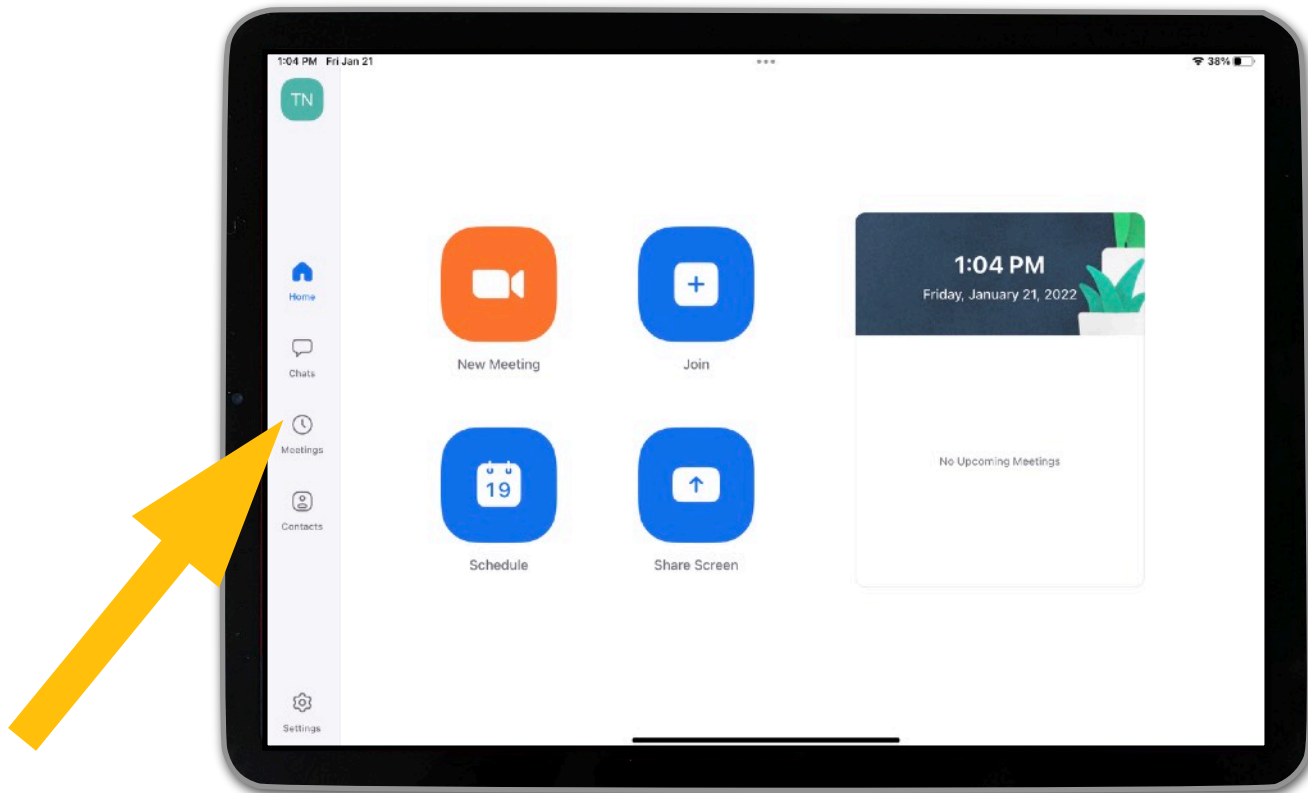 1:04 PM Fri Jan 21
38%
TN
Home
Chats
Meetings
Contacts
Settings
New Meeting
Join
19
Schedule
Share Screen
1:04 PM
Friday, January 21, 2022
No Upcoming Meetings